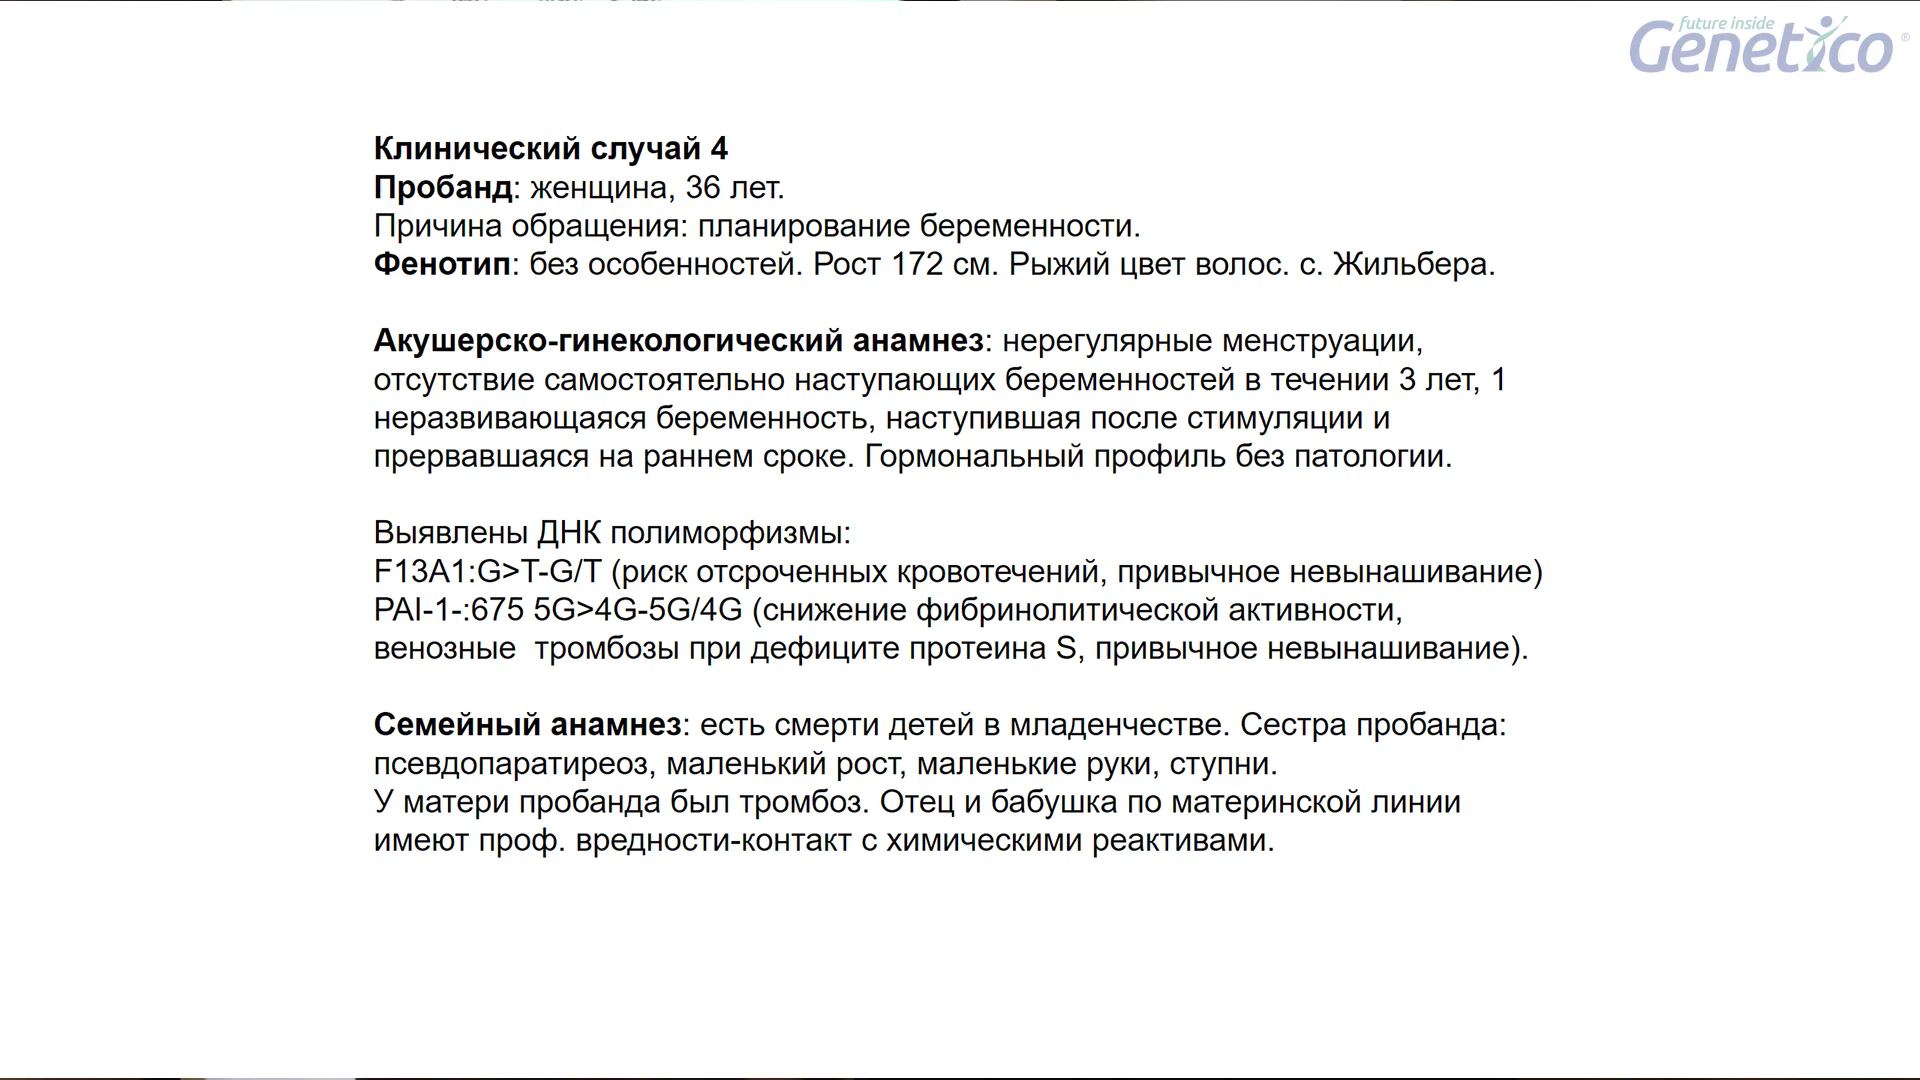 future inside
Genetico ®
Клинический случай 4
Пробанд: женщина, 36 лет.
Причина обращения: планирование беременности.
Фенотип: без особенностей. Рост 172 см. Рыжий цвет волос. с. Жильбера.
Акушерско-гинекологический анамнез: нерегулярные менструации,
отсутствие самостоятельно наступающих беременностей в течении 3 лет, 1
неразвивающаяся беременность, наступившая после стимуляции и
прервавшаяся на раннем сроке. Гормональный профиль без патологии.
Выявлены ДНК полиморфизмы:
F13A1:G>T-G/T (риск отсроченных кровотечений, привычное невынашивание)
PAI-1-:675 5G>4G-5G/4G (снижение фибринолитической активности,
венозные  тромбозы при дефиците протеина S, привычное невынашивание).
Семейный анамнез: есть смерти детей в младенчестве. Сестра пробанда:
псевдопаратиреоз, маленький рост, маленькие руки, ступни.
У матери пробанда был тромбоз. Отец и бабушка по материнской линии
имеют проф. вредности-контакт с химическими реактивами.